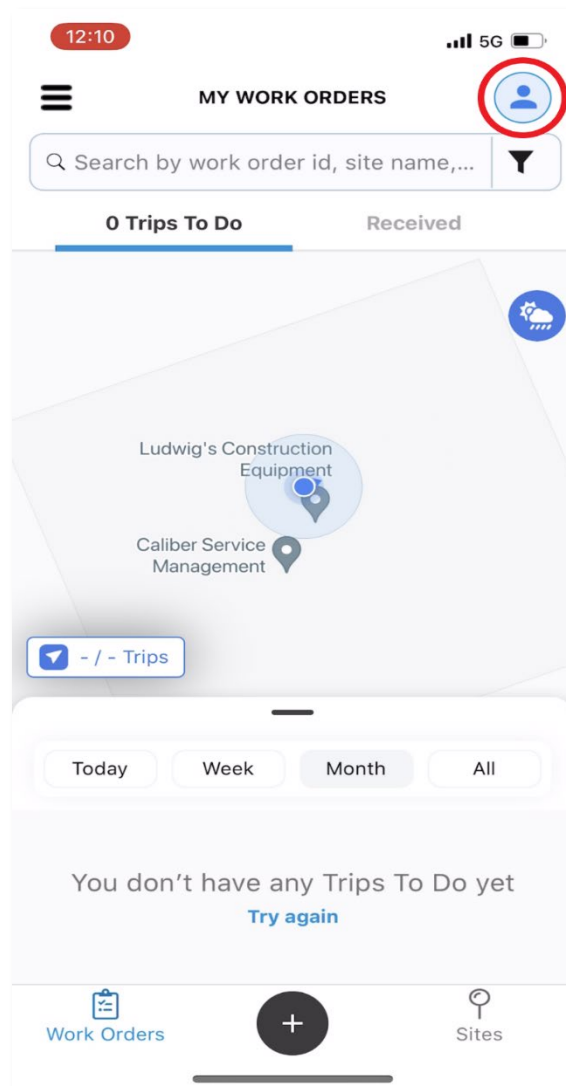 12:10
5G
MY WORK ORDERS
Search by work order id, site name,...
0 Trips To Do
Received
Ludwig's Construction
Equipment
Caliber Service
Management
- / - Trips
Today
Week
Month
All
You don't have any Trips To Do yet
Try again
Work Orders
+
Sites